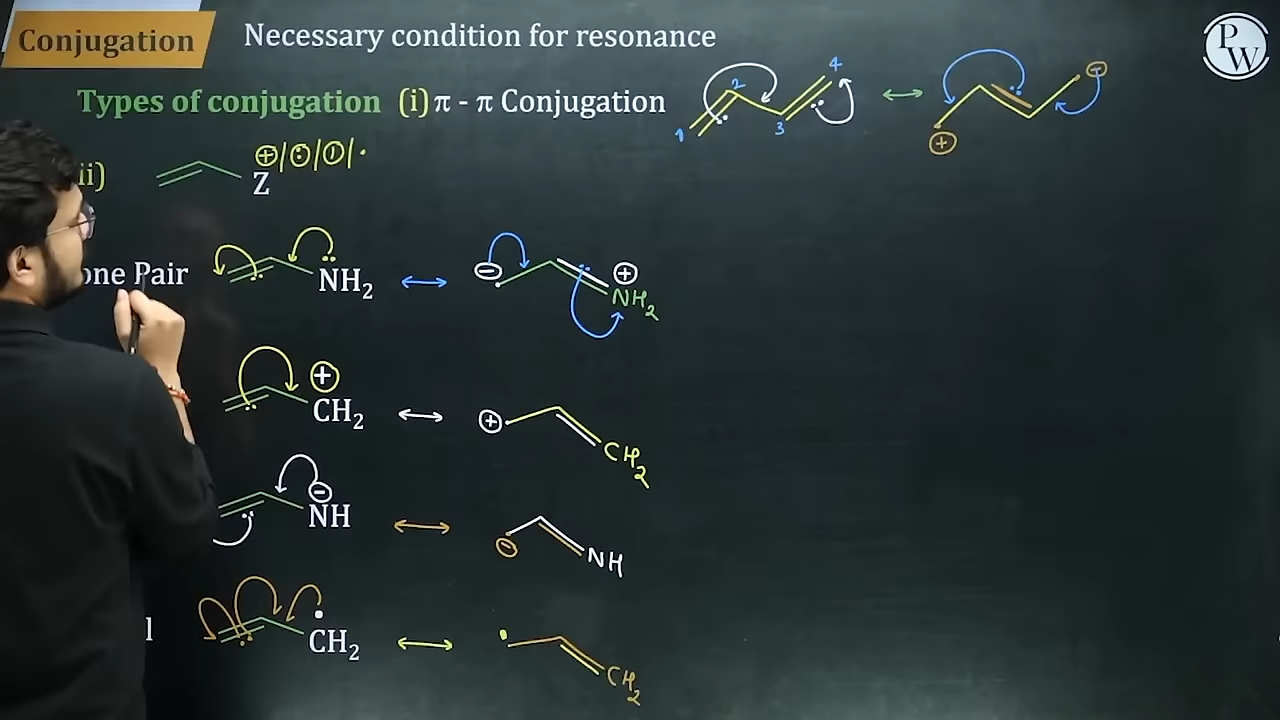 Conjugation Necessary condition for resonance
PW
Types of conjugation (i) π - π Conjugation 1 2 3 4 ↔ ⊕ ⊖
ii) Z ⊕|:|⊖|·
one Pair NH₂ ↔ ⊖ ⊕ NH₂
⊕ CH₂ ↔ ⊕ CH₂
⊖ NH ↔ ⊖ NH
l CH₂ ↔ CH₂